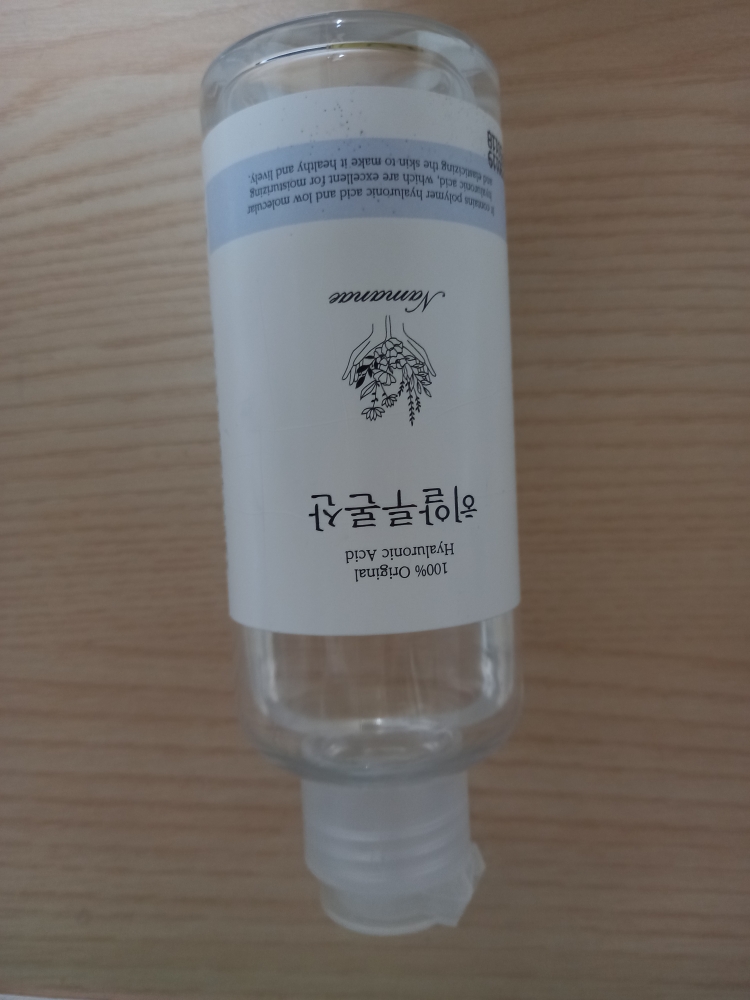 100% Original
Hyaluronic Acid
히알루론산
Namanae
It contains polymer hyaluronic acid and low molecular
hyaluronic acid, which are excellent for moisturizing
and elasticizing the skin to make it healthy and lively.